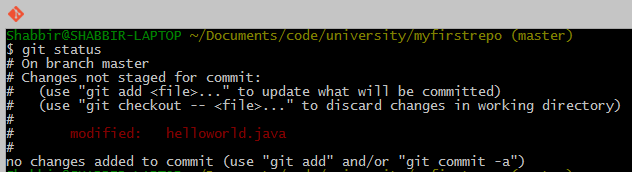 Shabbir@SHABBIR-LAPTOP ~/Documents/code/university/myfirstrepo (master)
$ git status
# On branch master
# Changes not staged for commit:
#   (use "git add <file>..." to update what will be committed)
#   (use "git checkout -- <file>..." to discard changes in working directory)
#
#       modified:   helloworld.java
#
no changes added to commit (use "git add" and/or "git commit -a")